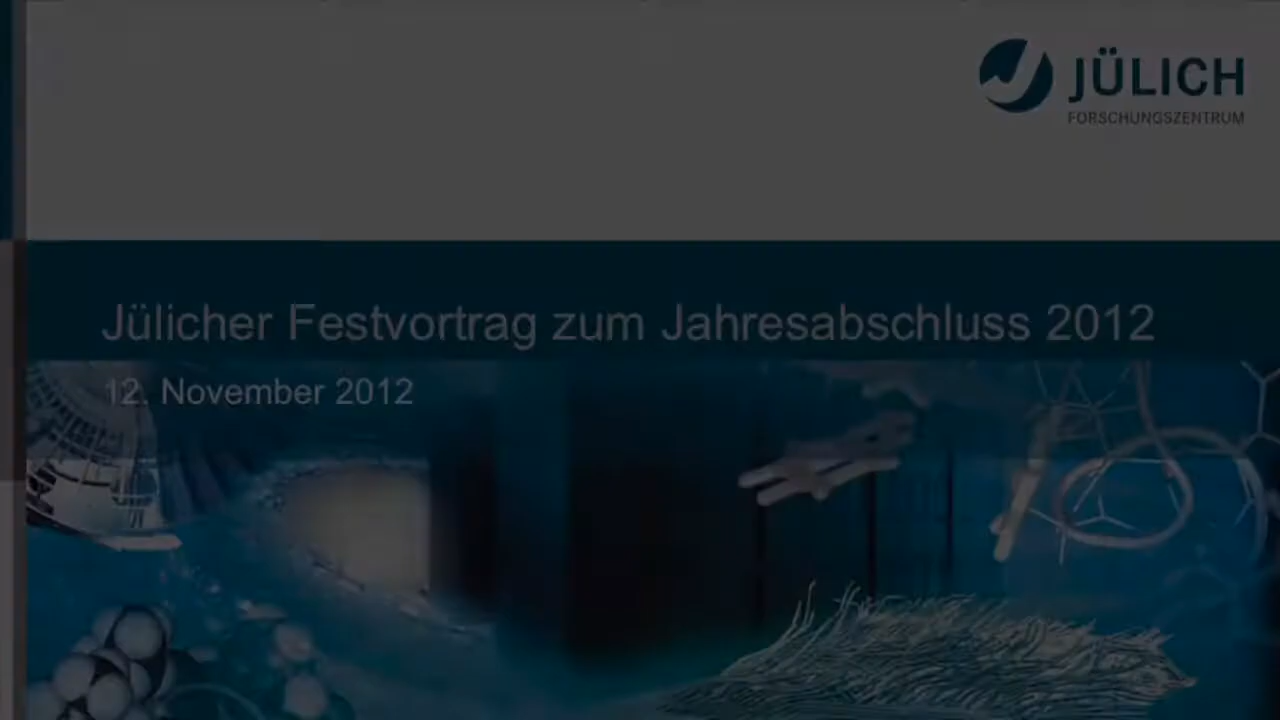 JÜLICH
FORSCHUNGSZENTRUM
Jülicher Festvortrag zum Jahresabschluss 2012
12. November 2012